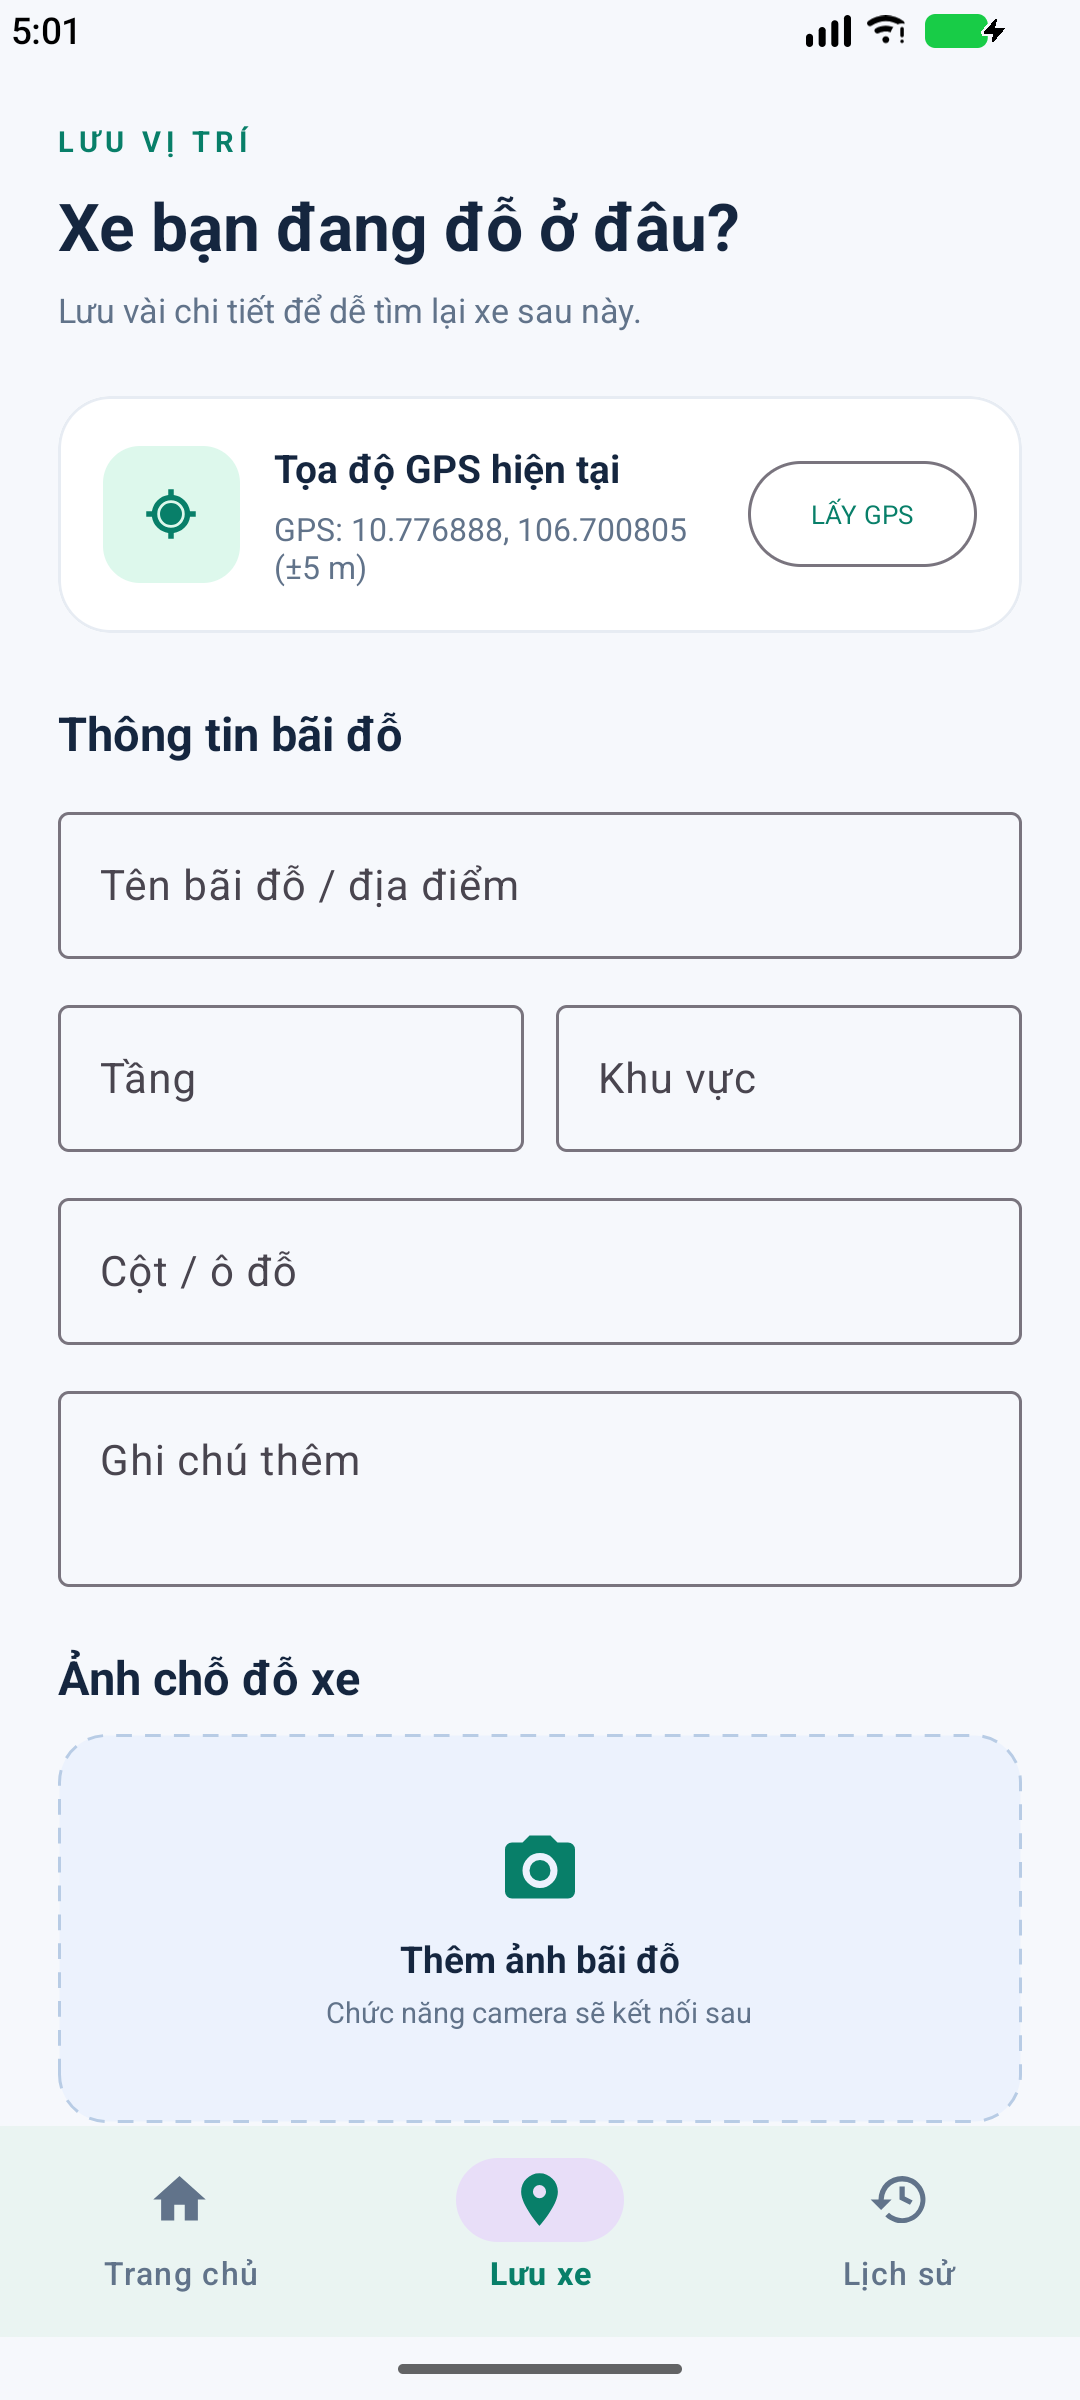 5:01
LƯU VỊ TRÍ
Xe bạn đang đỗ ở đâu?
Lưu vài chi tiết để dễ tìm lại xe sau này.
Tọa độ GPS hiện tại
GPS: 10.776888, 106.700805
(±5 m)
LẤY GPS
Thông tin bãi đỗ
Tên bãi đỗ / địa điểm
Tầng
Khu vực
Cột / ô đỗ
Ghi chú thêm
Ảnh chỗ đỗ xe
Thêm ảnh bãi đỗ
Chức năng camera sẽ kết nối sau
Trang chủ
Lưu xe
Lịch sử